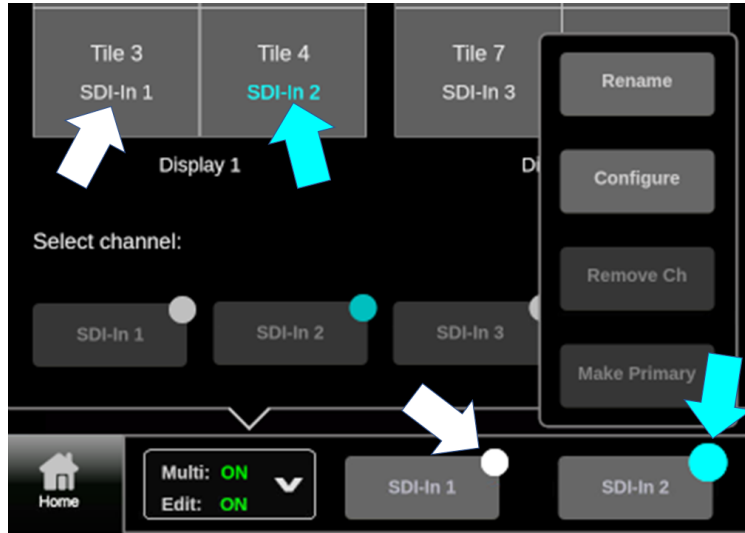 Tile 3
Tile 4
Tile 7
SDI-In 1
SDI-In 2
SDI-In 3
Display 1
Rename
Configure
Remove Ch
Make Primary
Select channel:
SDI-In 1
SDI-In 2
SDI-In 3
Home
Multi: ON
Edit: ON
SDI-In 1
SDI-In 2